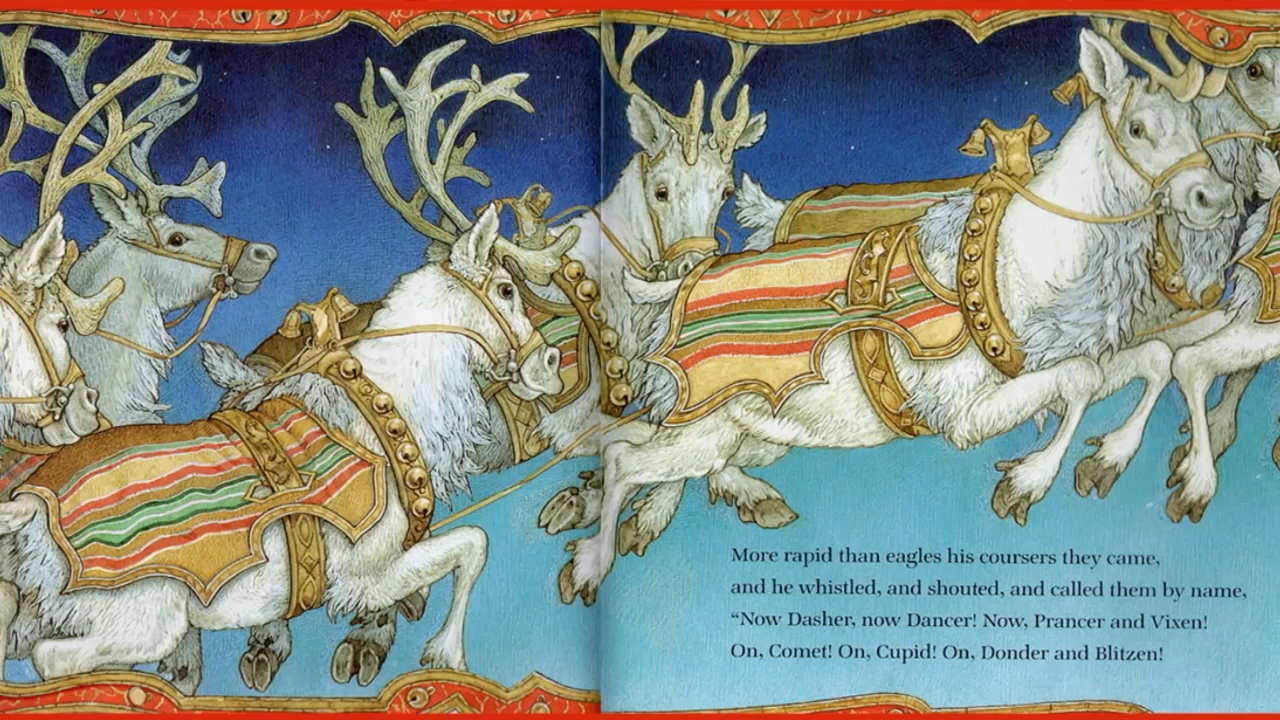 More rapid than eagles his coursers they came,
and he whistled, and shouted, and called them by name,
“Now Dasher, now Dancer! Now, Prancer and Vixen!
On, Comet! On, Cupid! On, Donder and Blitzen!